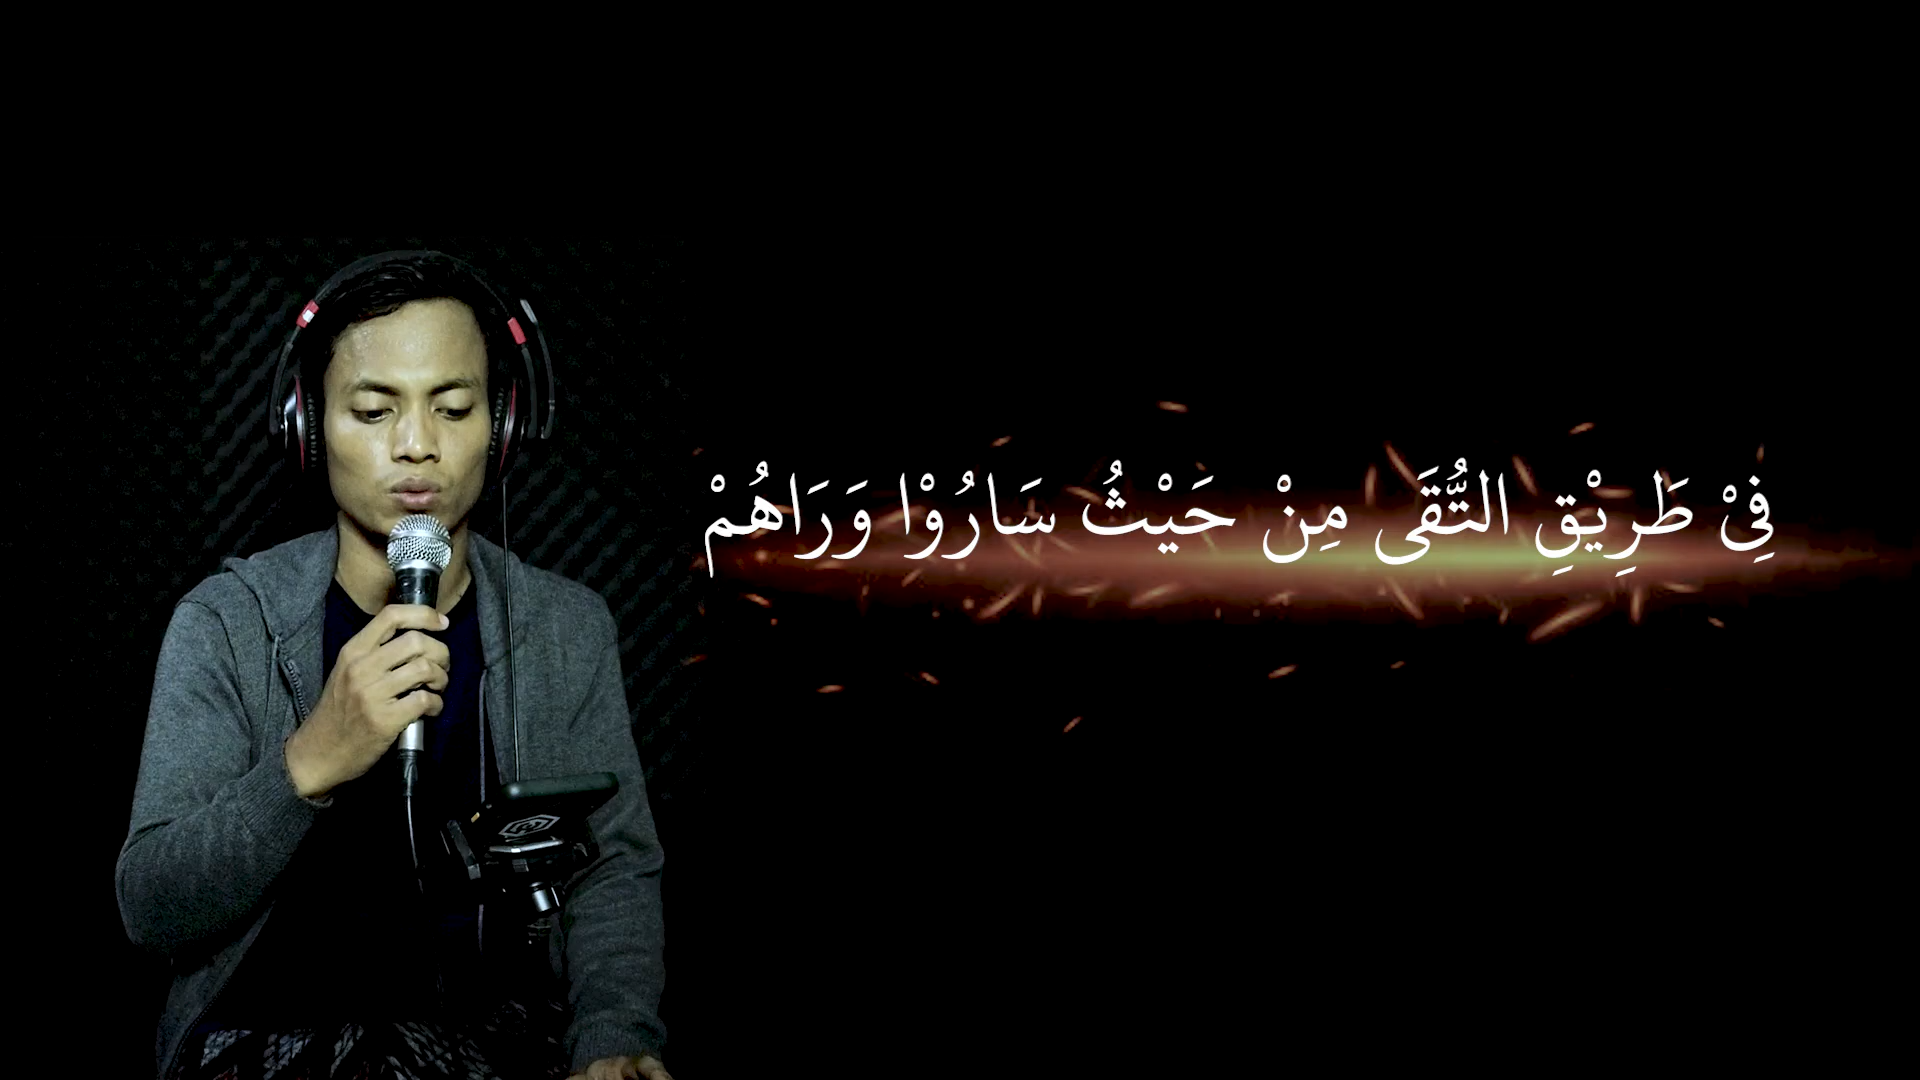 فِيْ طَرِيْقِ التُّقَى مِنْ حَيْثُ سَارُوْا وَرَاهُمْ